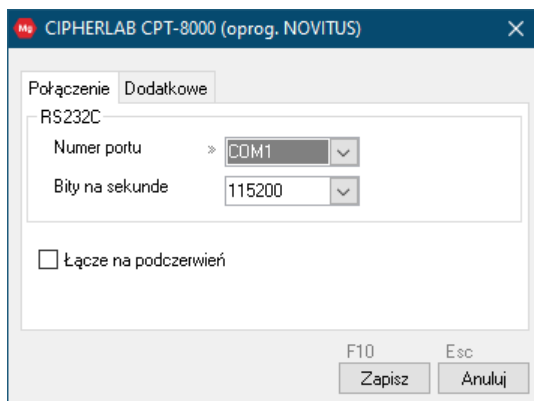 Mg CIPHERLAB CPT-8000 (oprog. NOVITUS)
Połączenie Dodatkowe
RS232C
Numer portu » COM1
Bity na sekunde 115200
Łącze na podczerwień
F10 Esc
Zapisz Anuluj